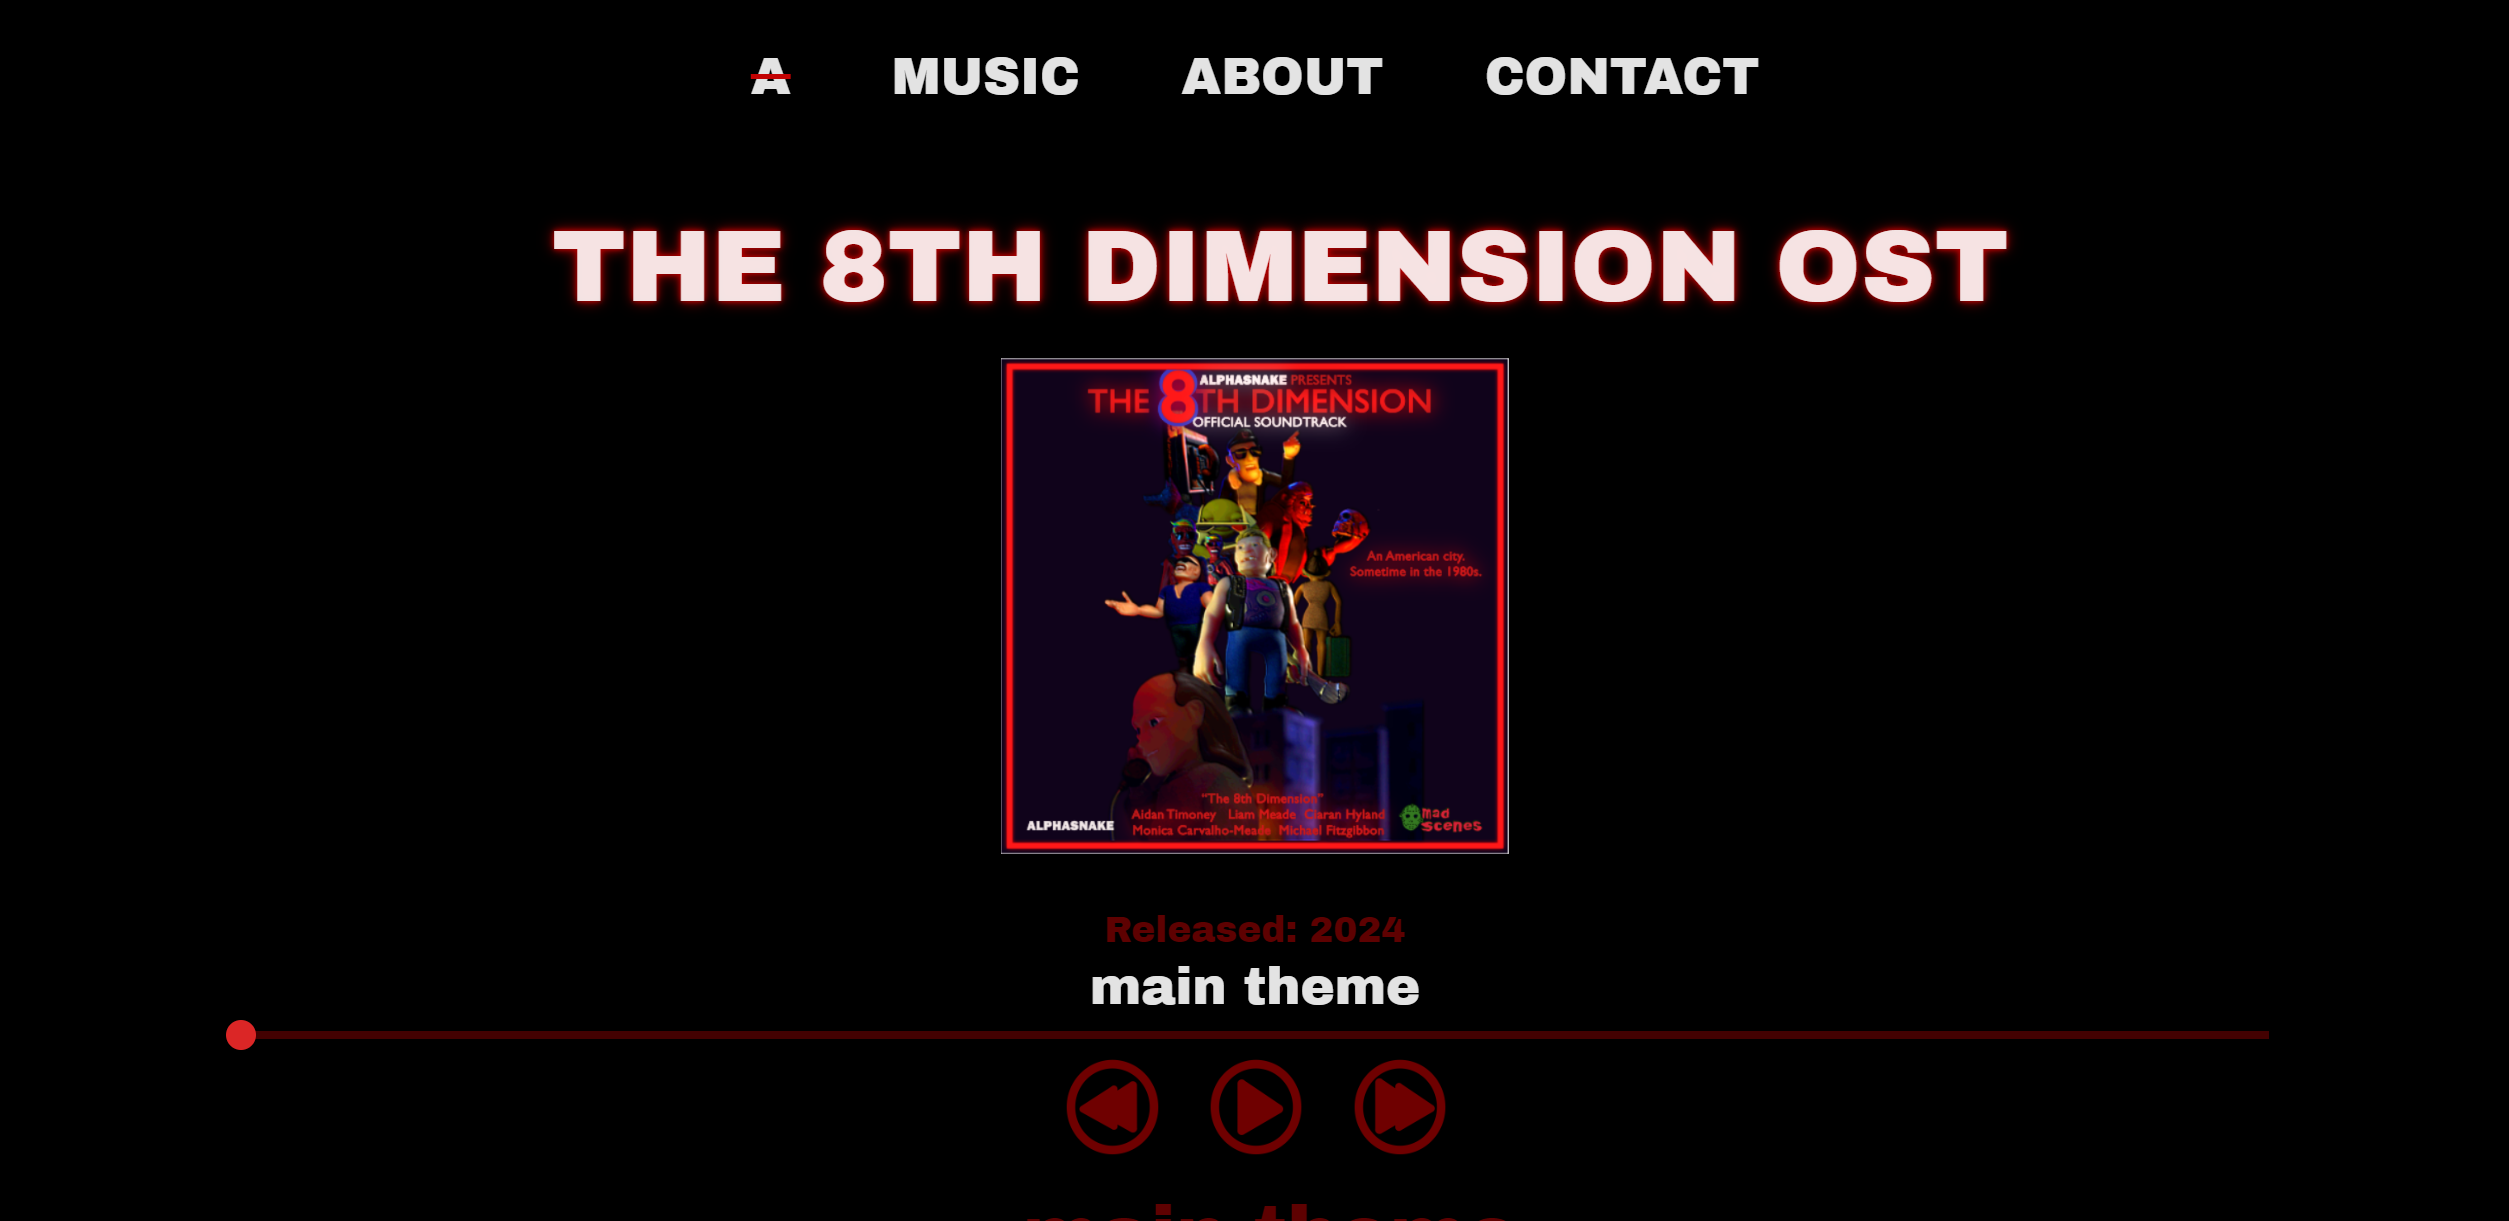 A MUSIC ABOUT CONTACT
THE 8TH DIMENSION OST
ALPHASNAKE PRESENTS
THE 8TH DIMENSION
OFFICIAL SOUNDTRACK
An American city.
Sometime in the 1980s.
"The 8th Dimension"
Aidan Timoney Liam Meade Ciaran Hyland
Monica Carvalho-Meade Michael Fitzgibbon
ALPHASNAKE
mad
scenes
Released: 2024
main theme
main theme